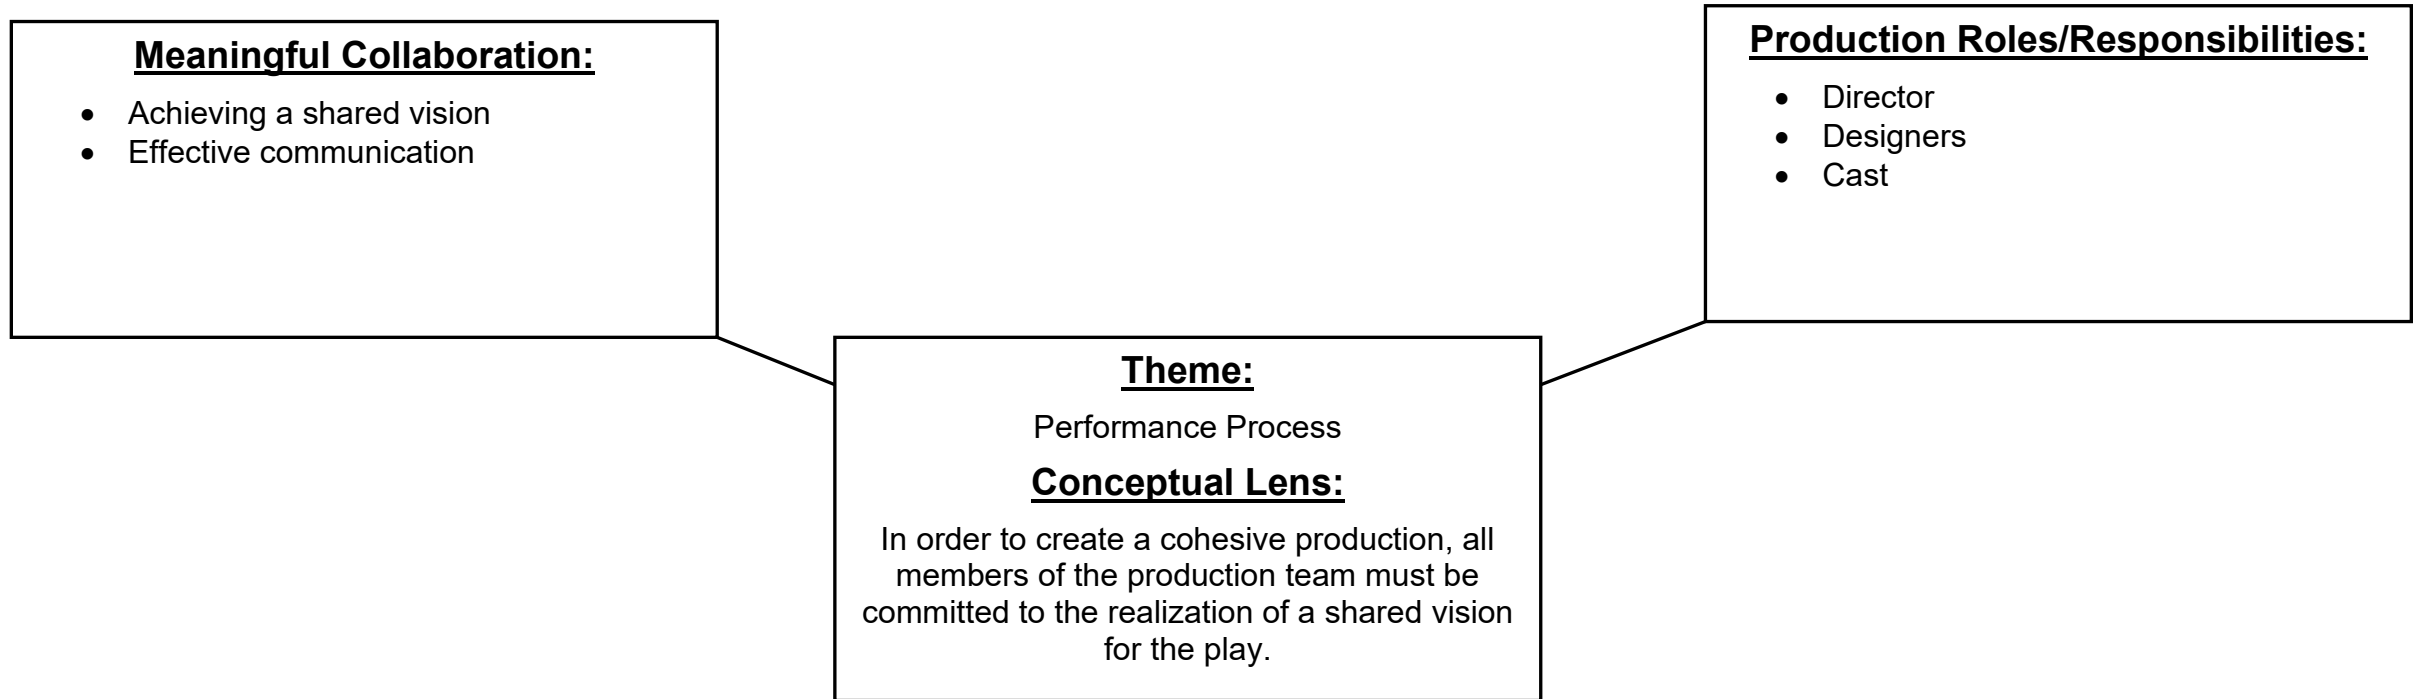 Meaningful Collaboration:
• Achieving a shared vision
• Effective communication
Production Roles/Responsibilities:
• Director
• Designers
• Cast
Theme:
Performance Process
Conceptual Lens:
In order to create a cohesive production, all
members of the production team must be
committed to the realization of a shared vision
for the play.